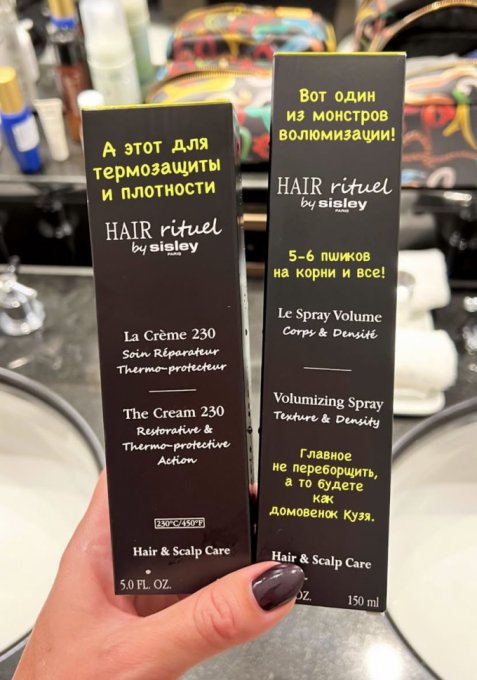 А этот для
термозащиты
и плотности
HAIR rituel
by sisley
PARIS
La Crème 230
Soin Réparateur
Thermo-protecteur
The Cream 230
Restorative &
Thermo-protective
Action
230°C/450°F
Hair & Scalp Care
5.0 FL. OZ.
Вот один
из монстров
волюмизации!
HAIR rituel
by sisley
PARIS
5-6 пшиков
на корни и все!
Le Spray Volume
Corps & Densité
Volumizing Spray
Texture & Density
Главное
не переборщить,
а то будете
как
домовенок Кузя.
Hair & Scalp Care
OZ.
150 ml